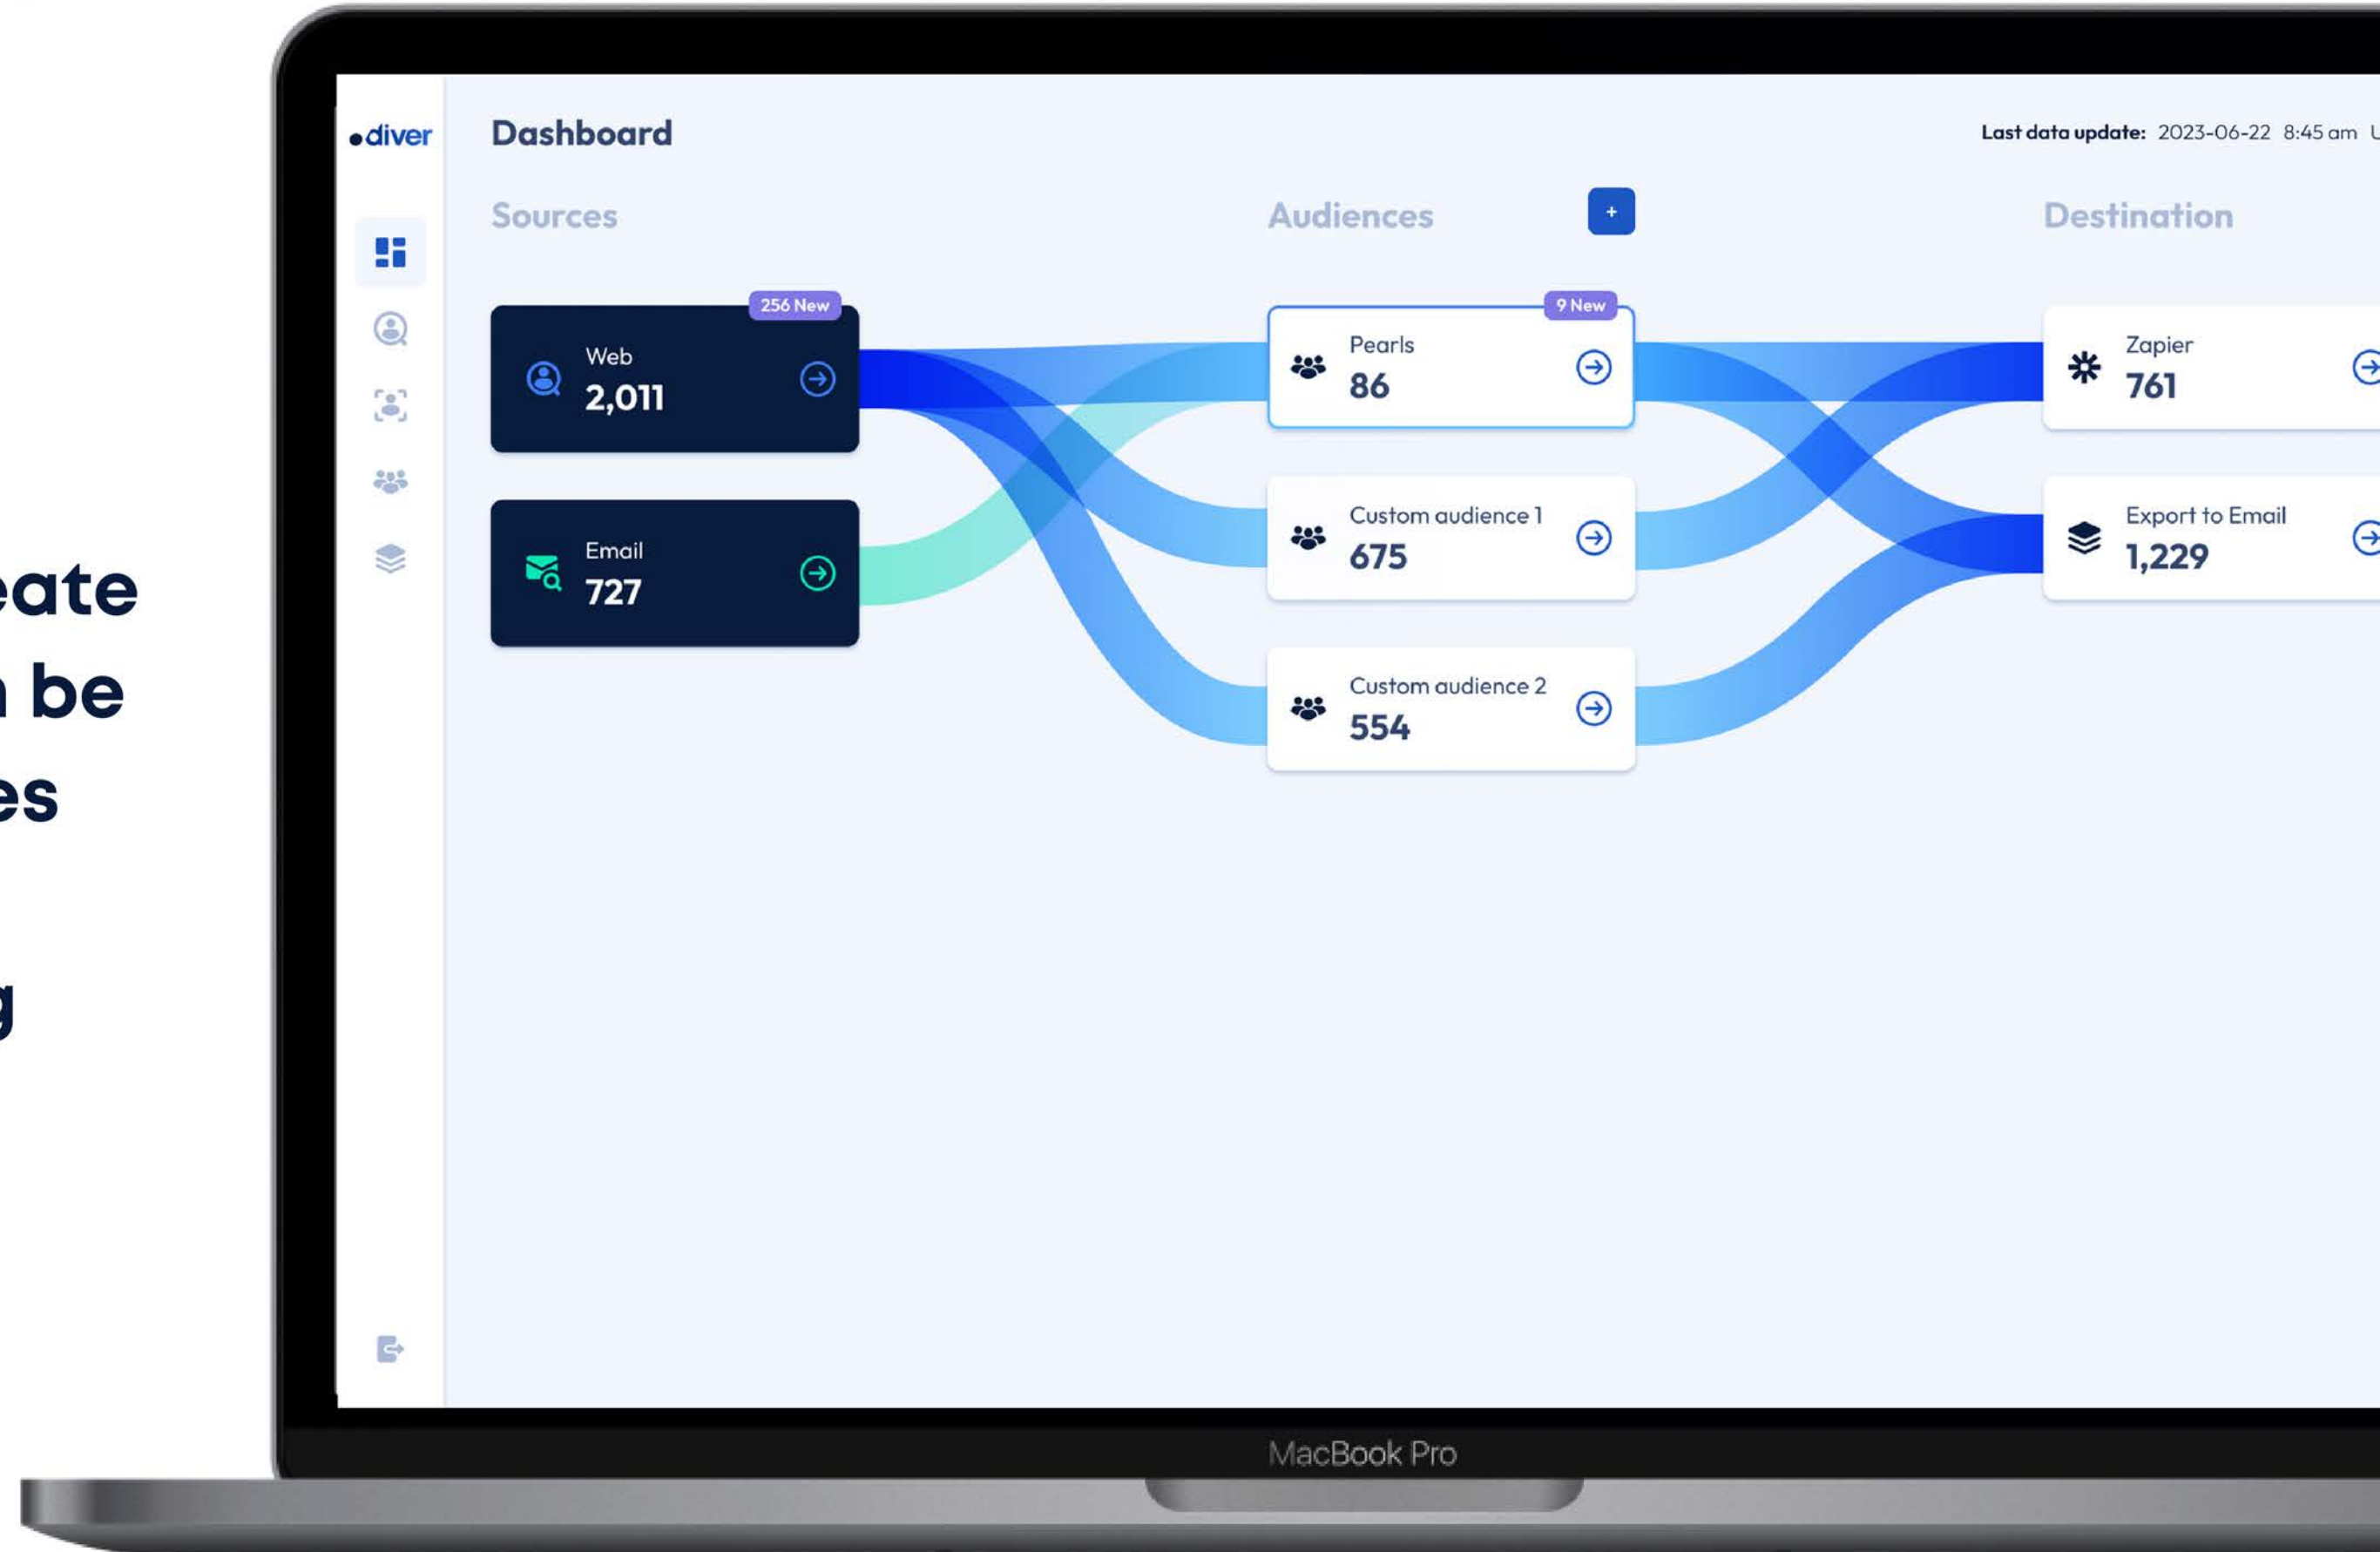 be
es
diver
Dashboard
Last data update: 2023-06-22 8:45 am
Sources
Audiences
+
Destination
256 New
Web
2,011
Email
727
9 New
Pearls
86
Custom audience 1
675
Custom audience 2
554
Zapier
761
Export to Email
1,229
MacBook Pro